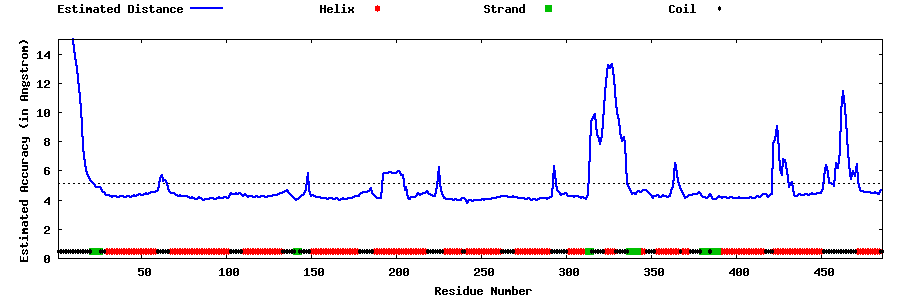 Estimated Distance Helix Strand Coil
Estimated Accuracy (in Angstrom)
14
12
10
8
6
4
2
0
50 100 150 200 250 300 350 400 450
Residue Number